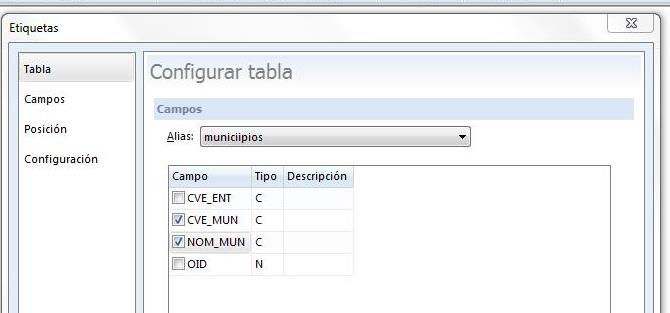 Etiquetas
Tabla
Campos
Posición
Configuración
Configurar tabla
Campos
Alias: municiipios
Campo Tipo Descripción
CVE_ENT C
CVE_MUN C
NOM_MUN C
OID N